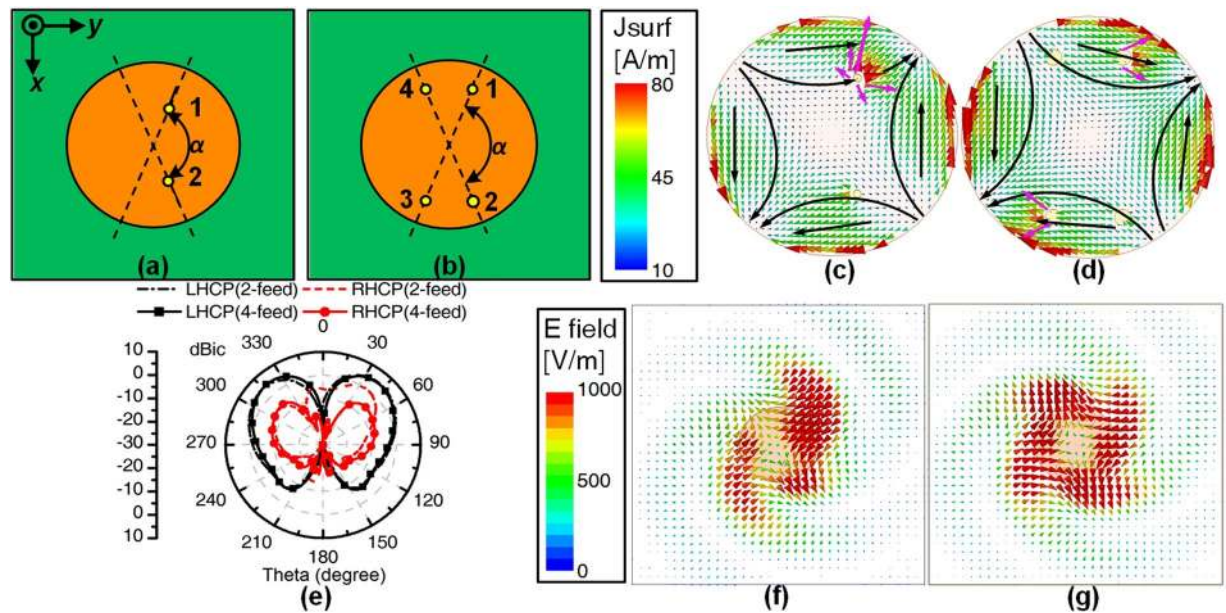 y
x
1
α
2
(a)
4
1
α
3
2
(b)
Jsurf
[A/m]
80
45
10
(c)
(d)
LHCP(2-feed) RHCP(2-feed)
LHCP(4-feed) RHCP(4-feed)
0
10
0
-10
-20
-30
-20
-10
0
10
dBic
330
30
300
60
270
90
240
120
210
150
180
Theta (degree)
(e)
E field
[V/m]
1000
500
0
(f)
(g)